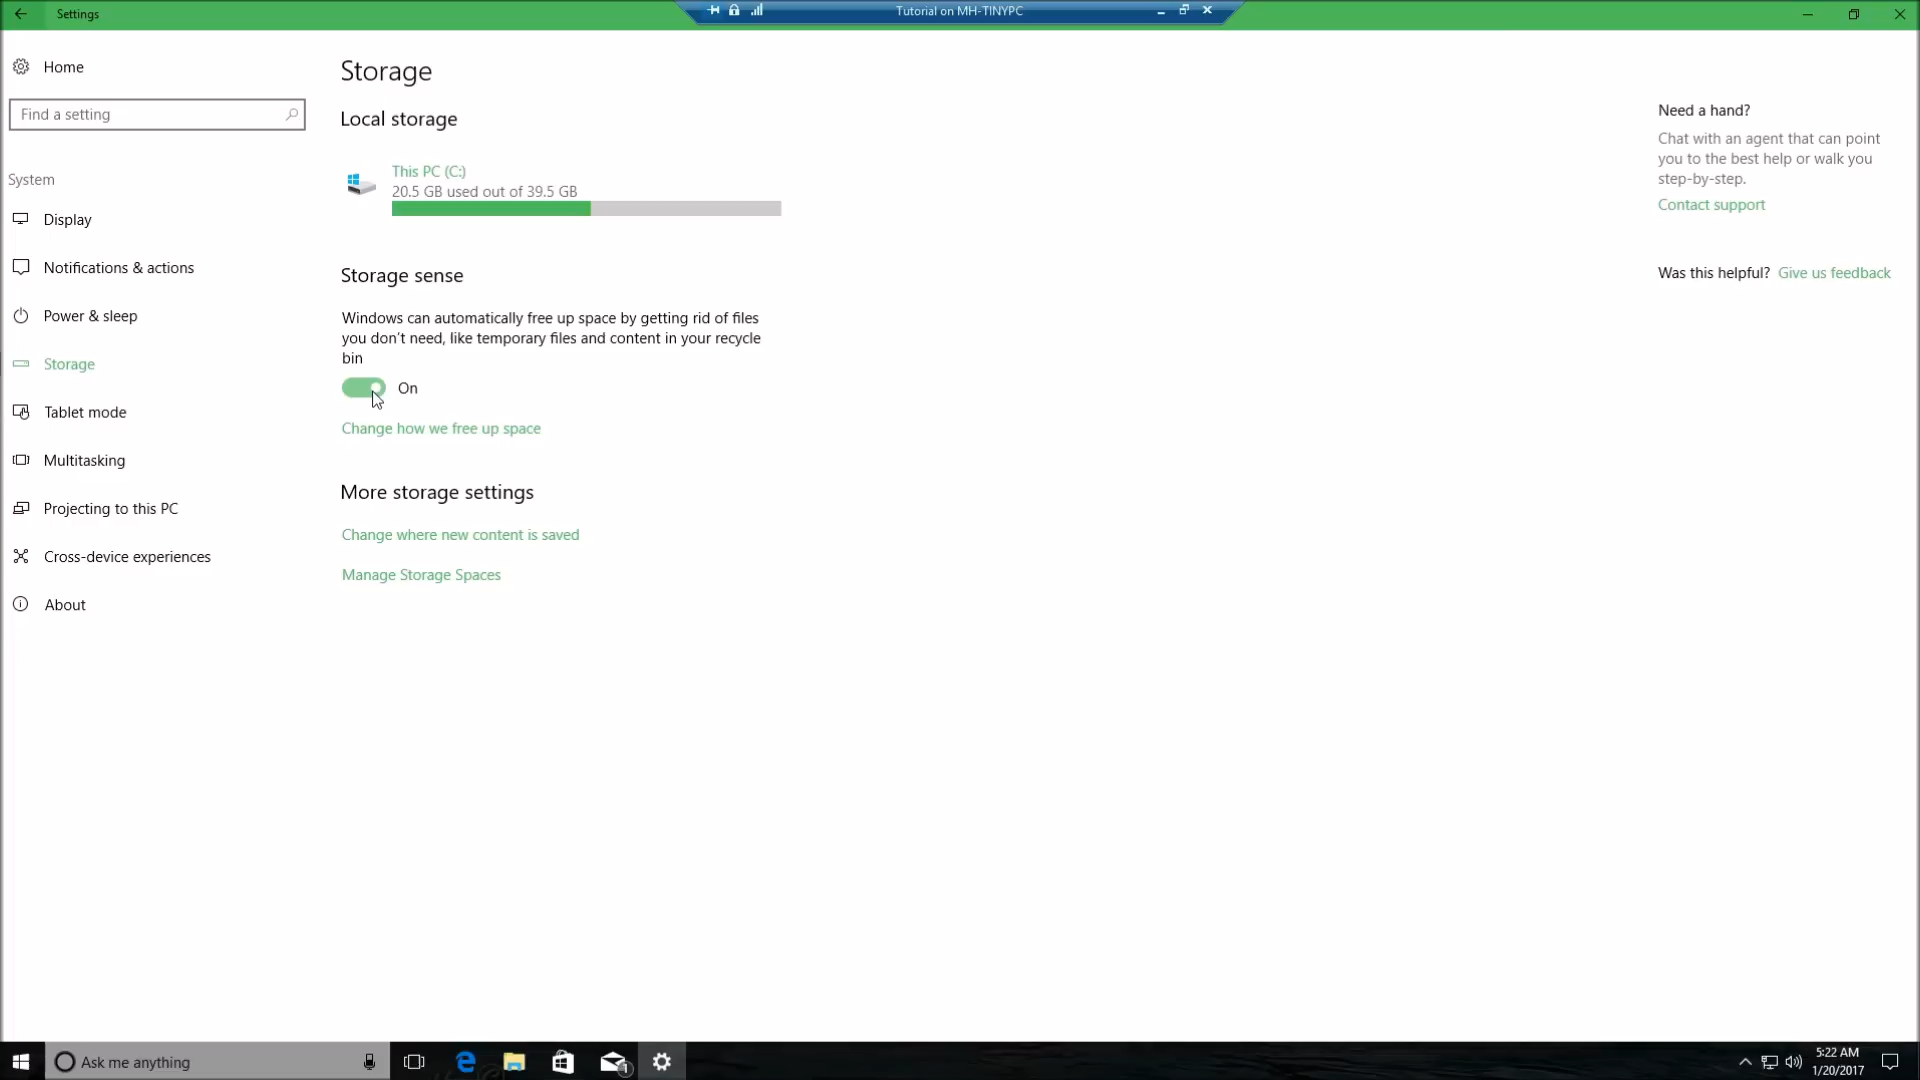 Settings
Tutorial on MH-TINYPC
Home
Find a setting
System
Display
Notifications & actions
Power & sleep
Storage
Tablet mode
Multitasking
Projecting to this PC
Cross-device experiences
About
Storage
Local storage
This PC (C:)
20.5 GB used out of 39.5 GB
Storage sense
Windows can automatically free up space by getting rid of files
you don't need, like temporary files and content in your recycle
bin
On
Change how we free up space
More storage settings
Change where new content is saved
Manage Storage Spaces
Need a hand?
Chat with an agent that can point
you to the best help or walk you
step-by-step.
Contact support
Was this helpful? Give us feedback
Ask me anything
1
5:22 AM
1/20/2017